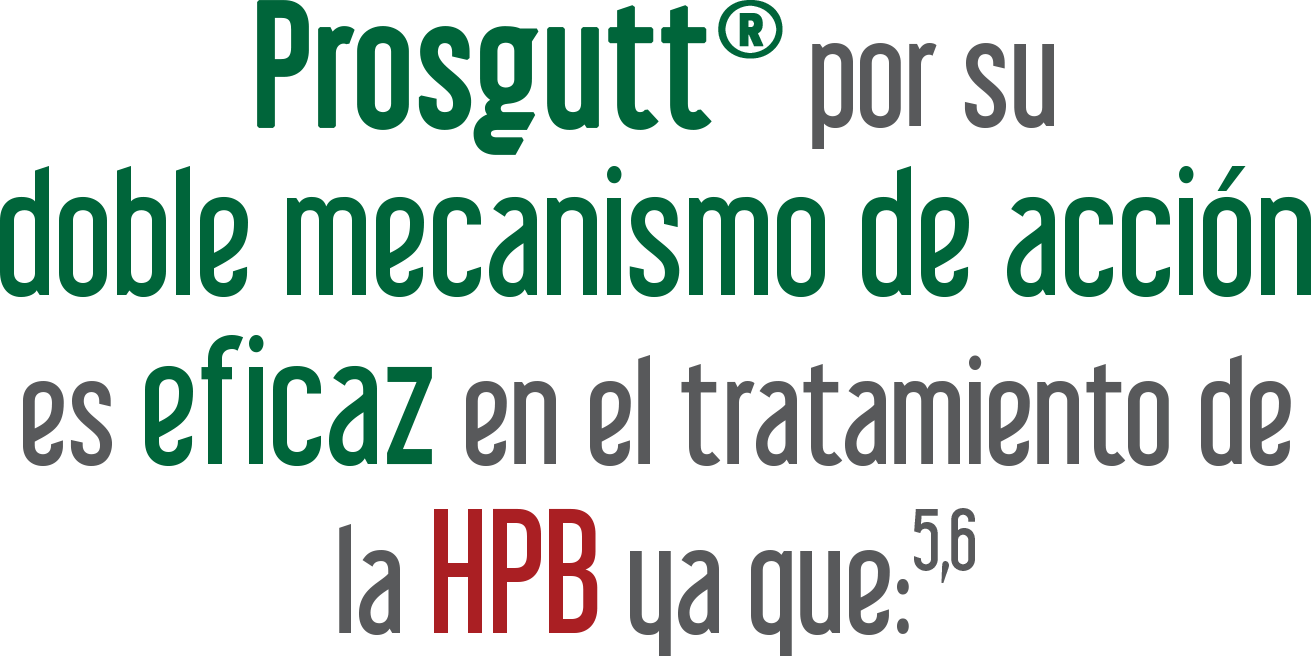 Prosgutt® por su
doble mecanismo de acción
es eficaz en el tratamiento de
la HPB ya que:5,6